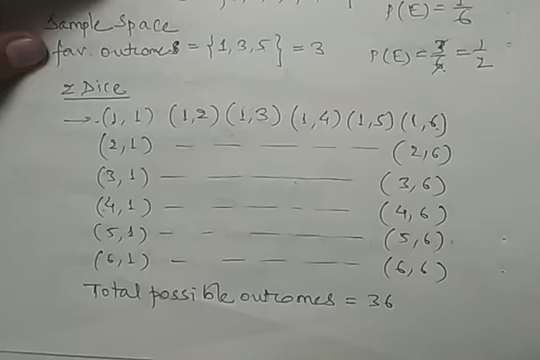 P(E) = 1/6
Sample Space
fav. outcomes = {1,3,5} = 3 P(E) = 3/6 = 1/2
2 Dice
→ (1,1) (1,2) (1,3) (1,4) (1,5) (1,6)
(2,1) — — — — — — (2,6)
(3,1) — — — (3,6)
(4,1) — — — — — (4,6)
(5,1) — - — — (5,6)
(6,1) — — — — — (6,6)
Total possible outcomes = 36